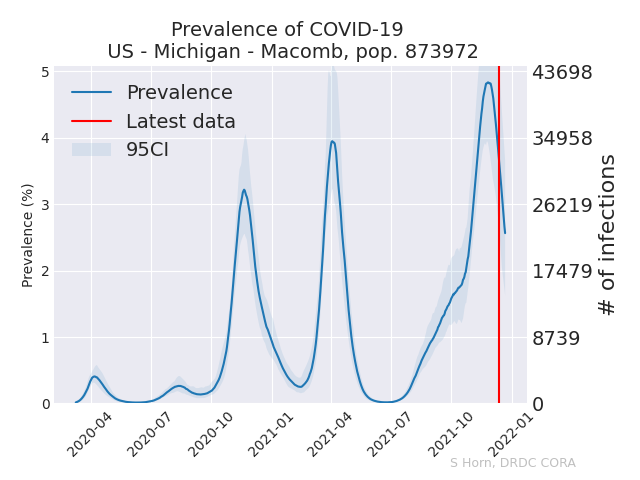 Prevalence of COVID-19
US - Michigan - Macomb, pop. 873972
Prevalence
Latest data
95CI
Prevalence (%)
5
4
3
2
1
0
43698
34958
26219
17479
8739
0
# of infections
2020-04
2020-07
2020-10
2021-01
2021-04
2021-07
2021-10
2022-01
S Horn, DRDC CORA